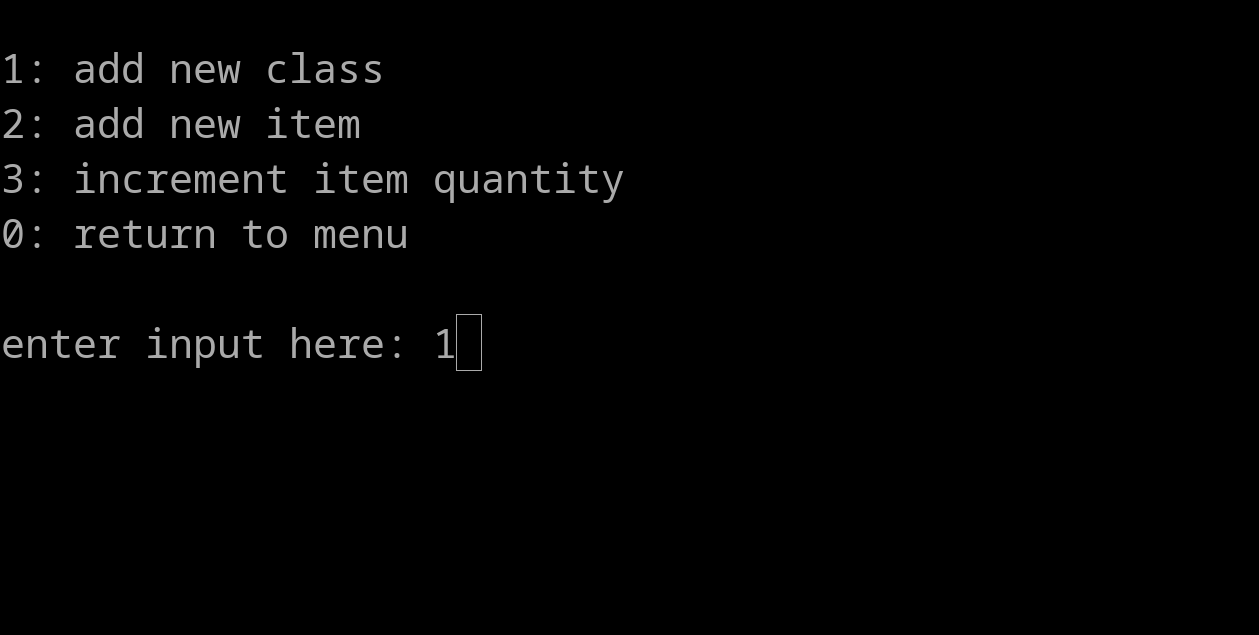 1: add new class
2: add new item
3: increment item quantity
0: return to menu
enter input here: 1